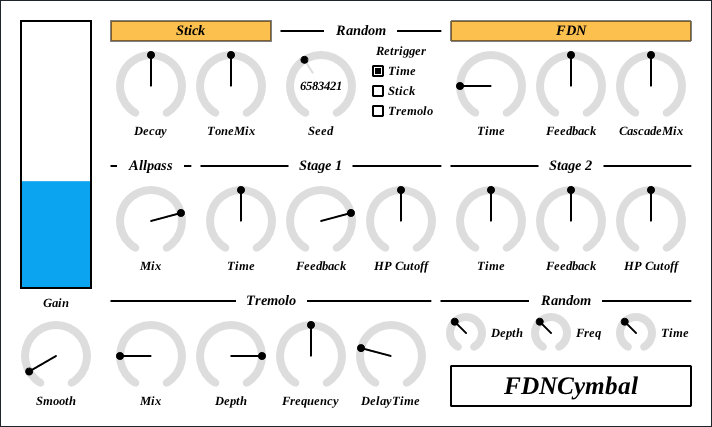 Stick
Random
FDN
Retrigger
Time
Stick
Tremolo
6583421
Decay
ToneMix
Seed
Time
Feedback
CascadeMix
Allpass
Stage 1
Stage 2
Mix
Time
Feedback
HP Cutoff
Time
Feedback
HP Cutoff
Gain
Tremolo
Random
Depth
Freq
Time
Smooth
Mix
Depth
Frequency
DelayTime
FDNCymbal